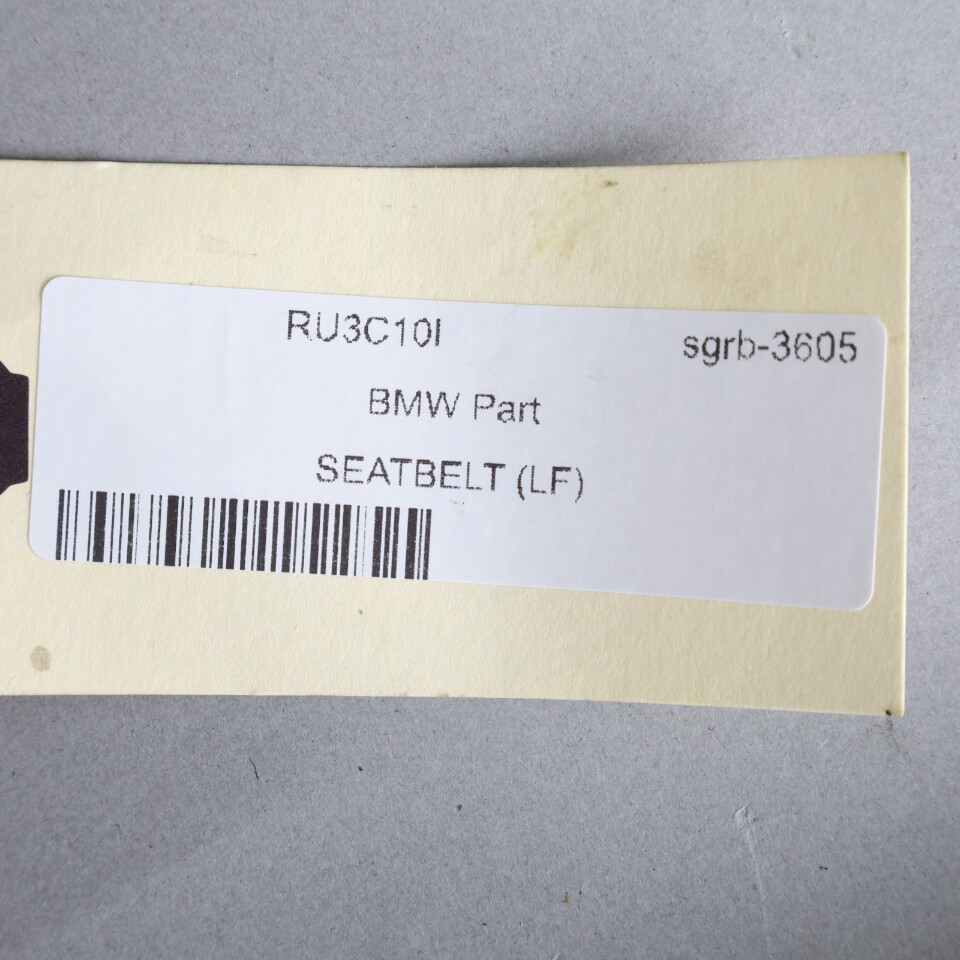 RU3C10I
sgrb-3605
BMW Part
SEATBELT (LF)